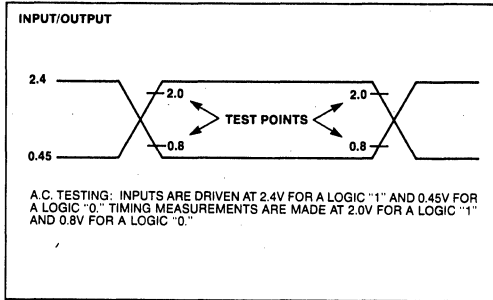 INPUT/OUTPUT
2.4
2.0
2.0
TEST POINTS
0.8
0.8
0.45
A.C. TESTING: INPUTS ARE DRIVEN AT 2.4V FOR A LOGIC "1" AND 0.45V FOR
A LOGIC "0." TIMING MEASUREMENTS ARE MADE AT 2.0V FOR A LOGIC "1"
AND 0.8V FOR A LOGIC "0."